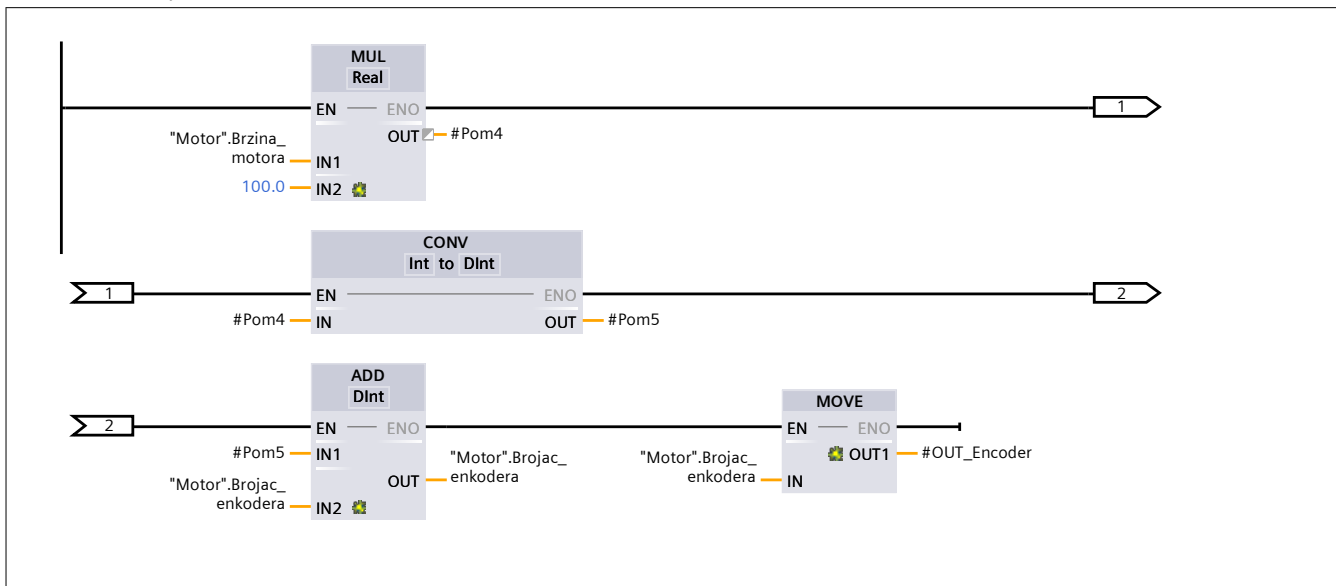 MUL
Real
EN
ENO
1
OUT
#Pom4
"Motor".Brzina_
motora
IN1
100.0
IN2
CONV
Int to DInt
1
EN
ENO
2
#Pom4
IN
OUT
#Pom5
ADD
DInt
MOVE
2
EN
ENO
EN
ENO
#Pom5
IN1
"Motor".Brojac_
enkodera
OUT
"Motor".Brojac_
enkodera
IN
OUT1
#OUT_Encoder
"Motor".Brojac_
enkodera
IN2